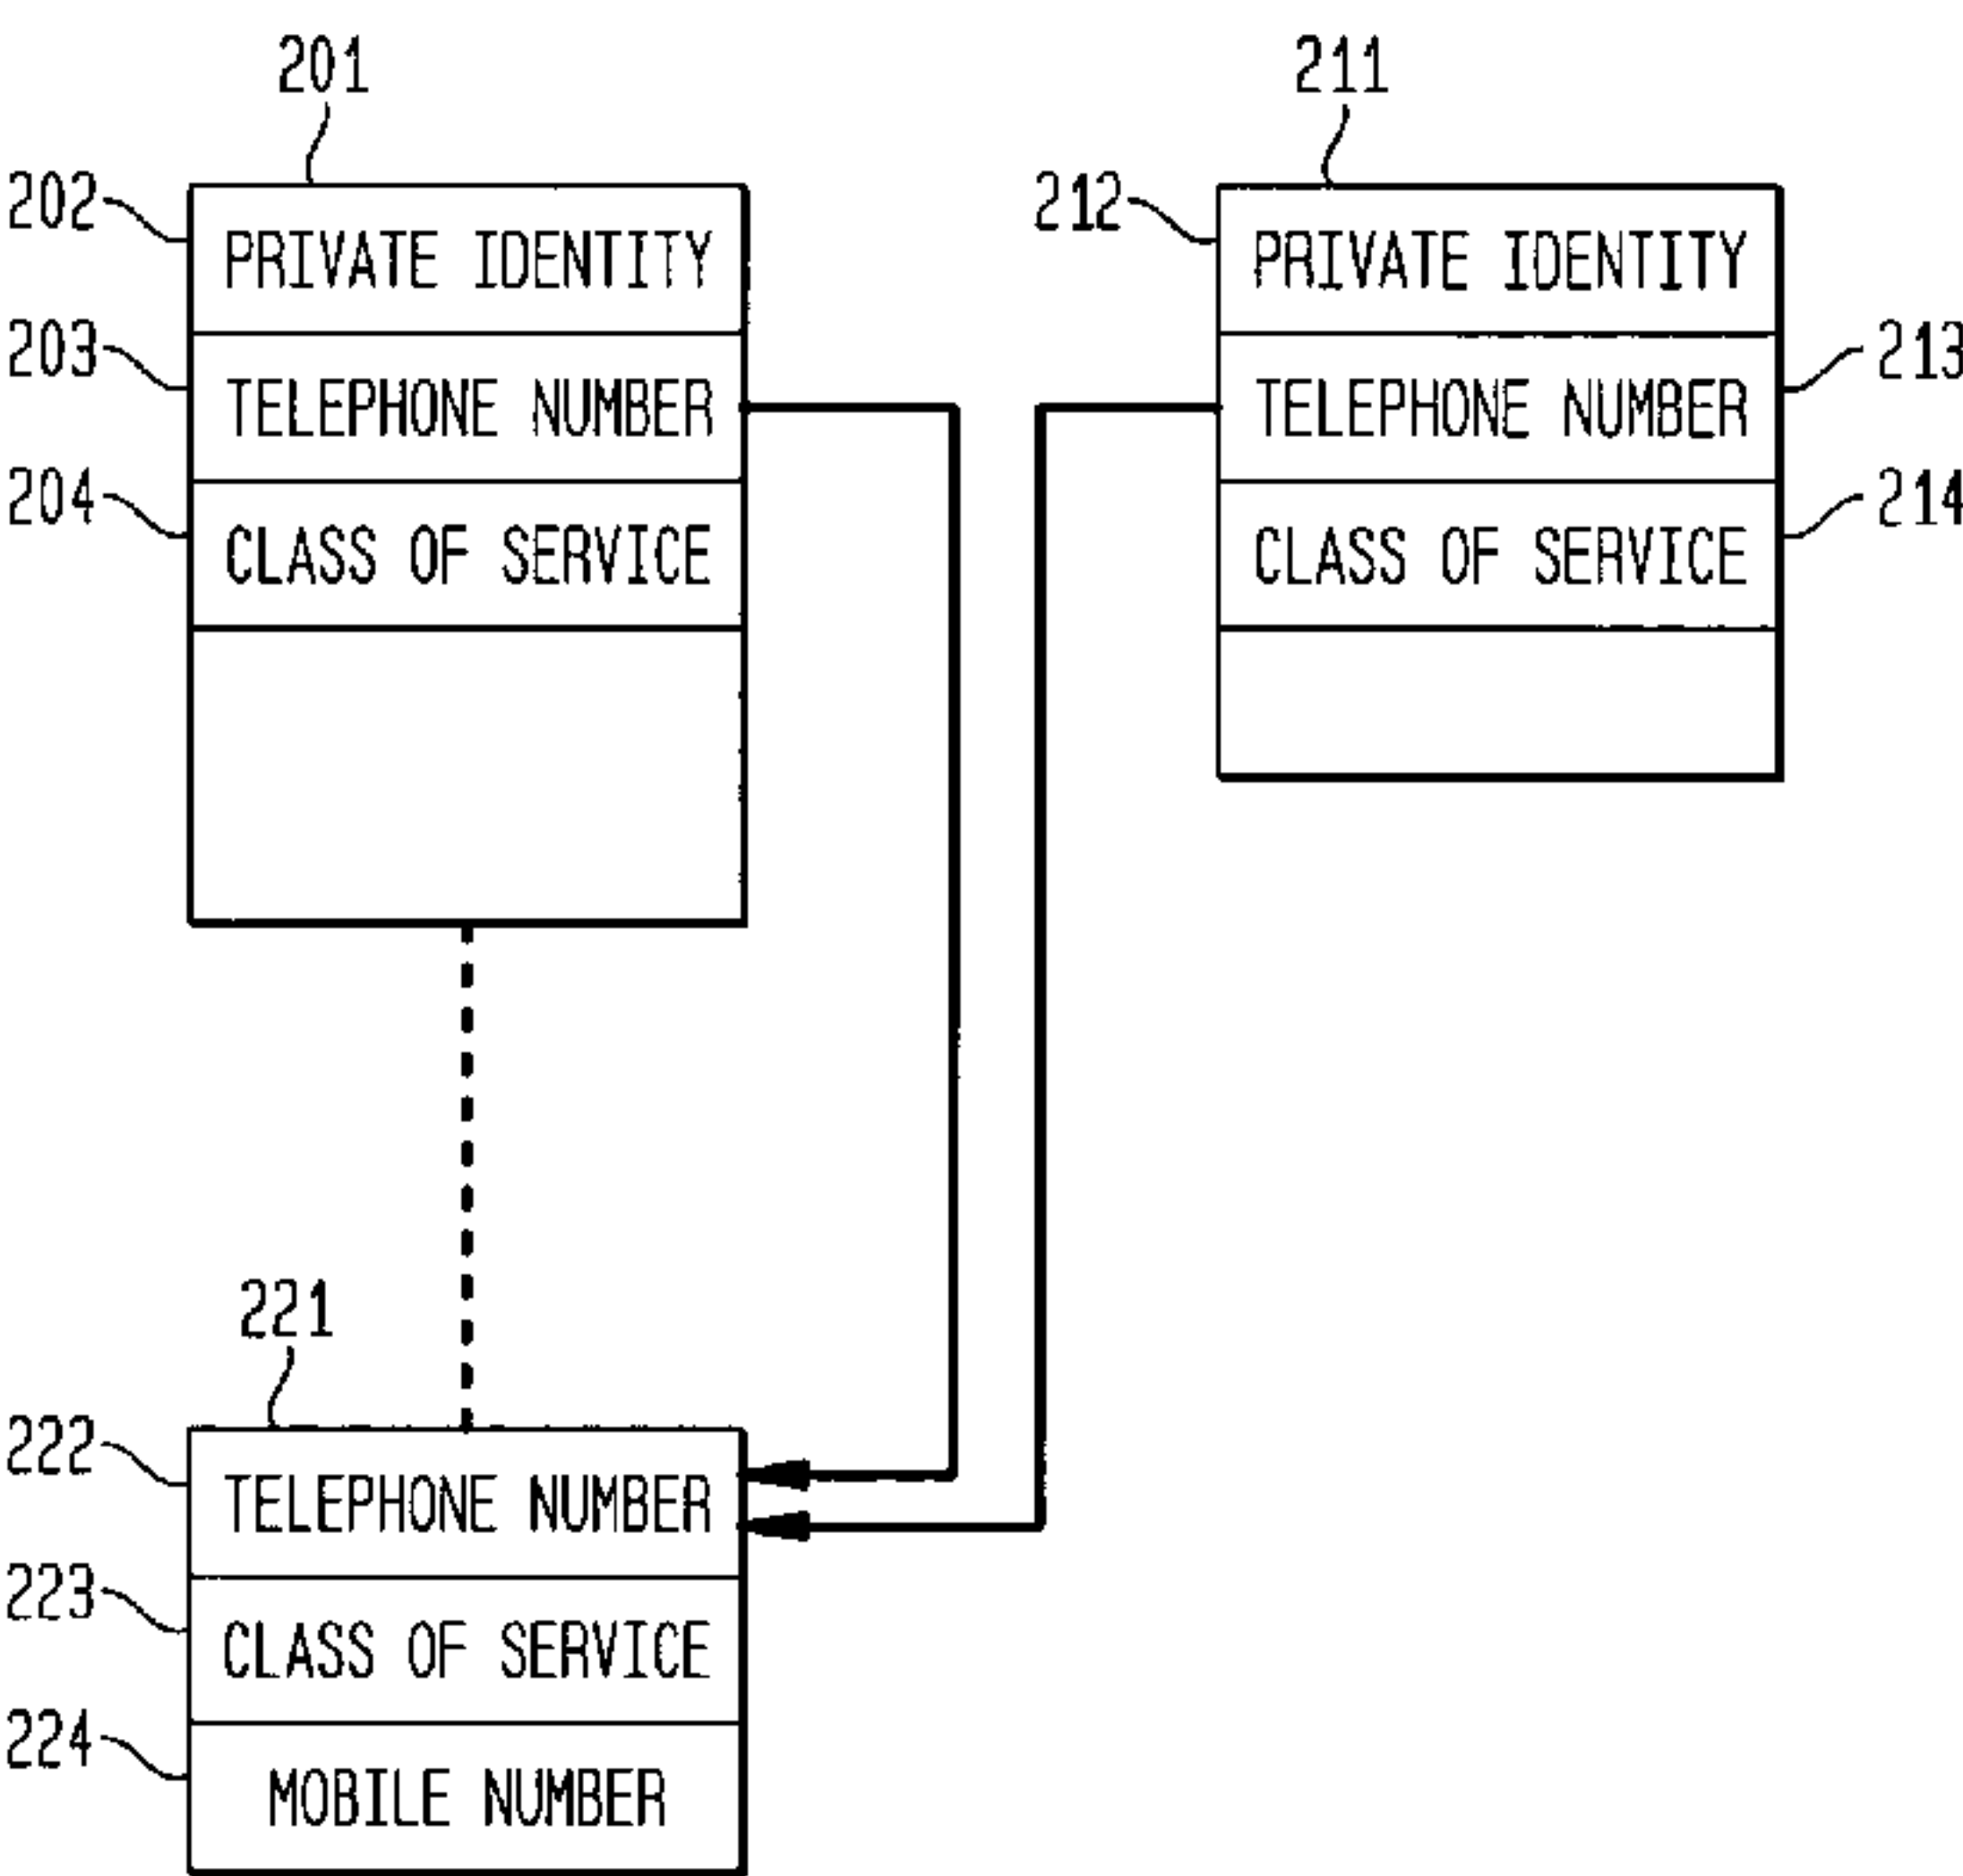 201
202
PRIVATE IDENTITY
203
TELEPHONE NUMBER
204
CLASS OF SERVICE
211
212
PRIVATE IDENTITY
213
TELEPHONE NUMBER
214
CLASS OF SERVICE
221
222
TELEPHONE NUMBER
223
CLASS OF SERVICE
224
MOBILE NUMBER